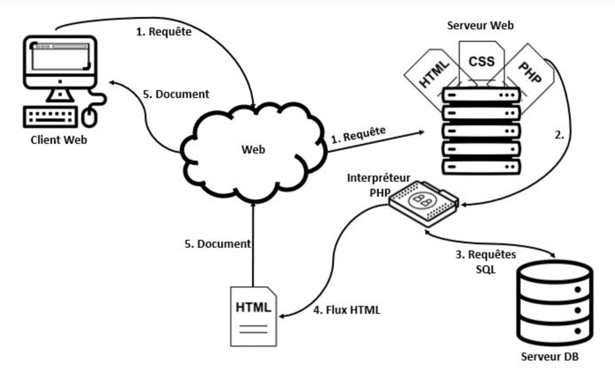 Serveur Web
1. Requête
HTML
CSS
PHP
5. Document
Client Web
Web
1. Requête
2.
Interpréteur
PHP
5. Document
3. Requêtes
SQL
HTML
4. Flux HTML
Serveur DB